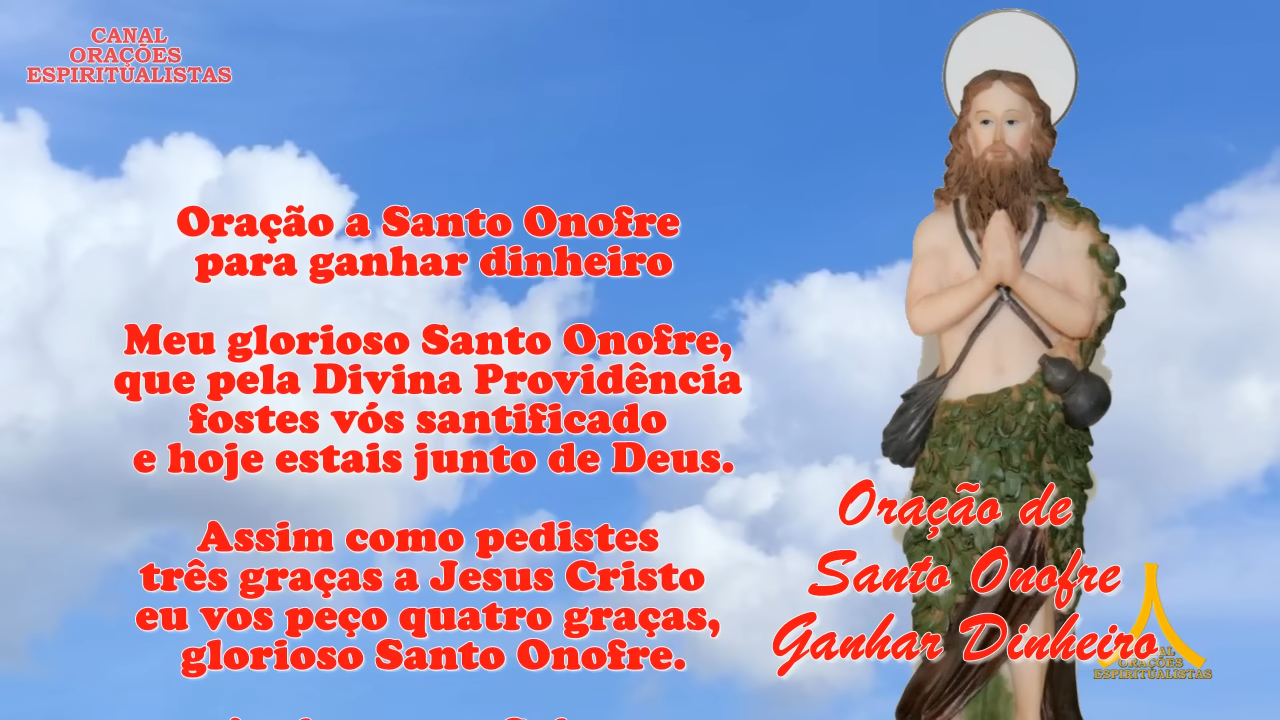 CANAL
ORAÇÕES
ESPIRITUALISTAS
Oração a Santo Onofre
para ganhar dinheiro
Meu glorioso Santo Onofre,
que pela Divina Providência
fostes vós santificado
e hoje estais junto de Deus.
Assim como pedistes
três graças a Jesus Cristo
eu vos peço quatro graças,
glorioso Santo Onofre.
Oração de
Santo Onofre
Ganhar Dinheiro
ORAÇÕES
ESPIRITUALISTAS